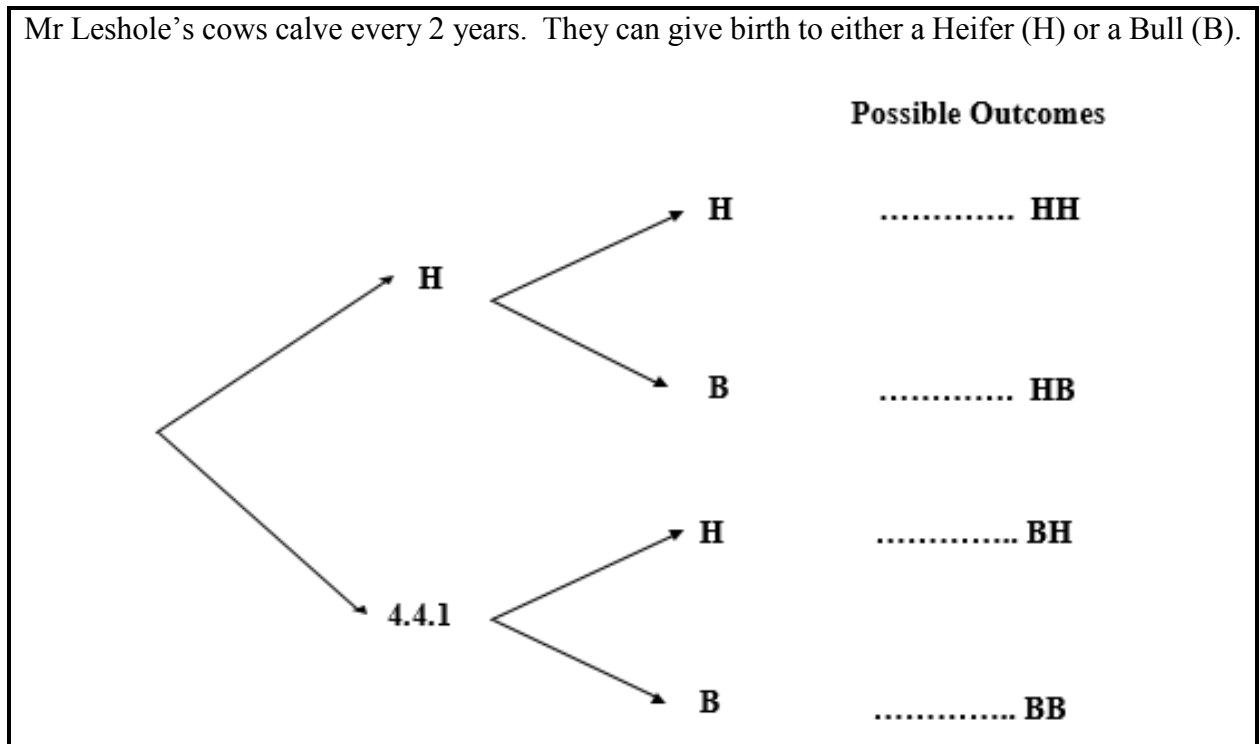 Mr Leshole’s cows calve every 2 years. They can give birth to either a Heifer (H) or a Bull (B).
Possible Outcomes
H ............. HH
H
B ............. HB
H .............. BH
4.4.1
B .............. BB